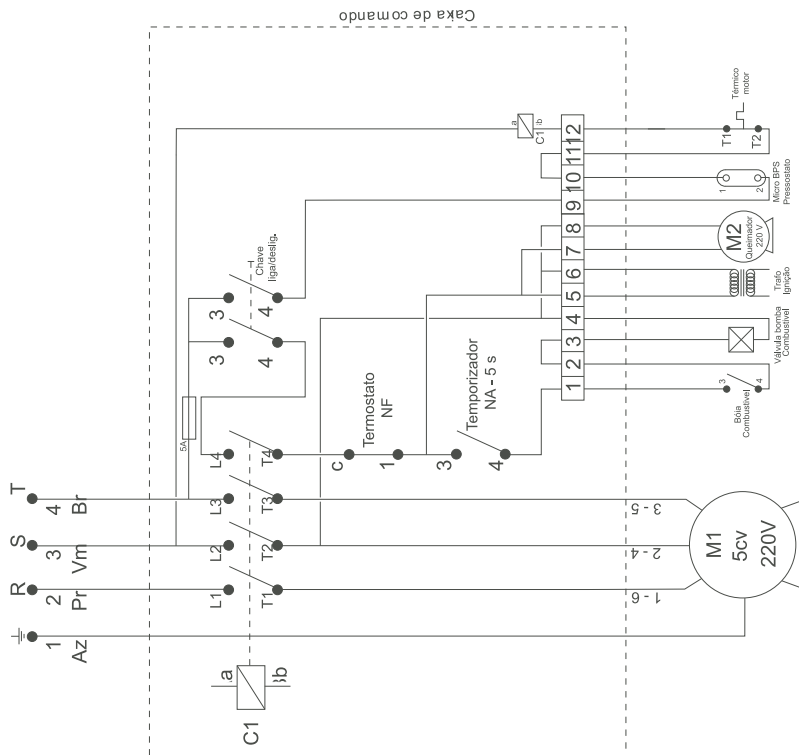 Caixa de comando
T
S
R
4
3
2
1
Br
Vm
Pr
Az
5A
3
3
4
4
Chave
liga/deslig.
L4
L3
L2
L1
T4
T3
T2
T1
a
b
C1
c
Termostato
NF
1
3
Temporizador
NA - 5 s
4
a
b
C1
1
2
3
4
5
6
7
8
9
10
11
12
3 - 5
2 - 4
1 - 6
M1
5cv
220V
3
4
Bóia
Combustível
Válvula bomba
Combustível
Trafo
Ignição
M2
Queimador
220 V
1
2
Micro BPS
Pressostato
T1
T2
Térmico
motor